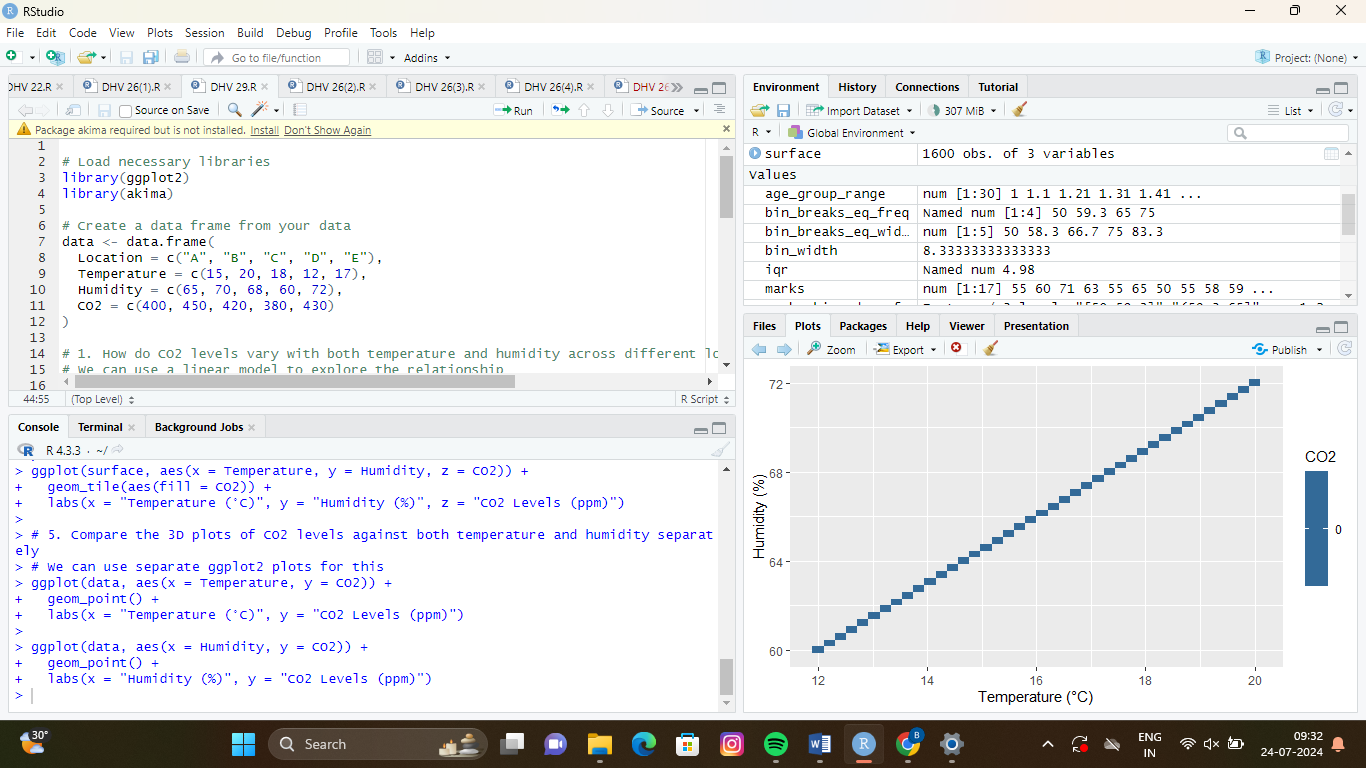 RStudio
File Edit Code View Plots Session Build Debug Profile Tools Help
Go to file/function Addins Project: (None)
DHV 22.R DHV 26(1).R DHV 29.R DHV 26(2).R DHV 26(3).R DHV 26(4).R DHV 26
Source on Save Run Source
Package akima required but is not installed. Install Don't Show Again
1
2 # Load necessary libraries
3 library(ggplot2)
4 library(akima)
5
6 # Create a data frame from your data
7 data <- data.frame(
8 Location = c("A", "B", "C", "D", "E"),
9 Temperature = c(15, 20, 18, 12, 17),
10 Humidity = c(65, 70, 68, 60, 72),
11 CO2 = c(400, 450, 420, 380, 430)
12 )
13
14 # 1. How do CO2 levels vary with both temperature and humidity across different lo
15 # We can use a linear model to explore the relationship
16
44:55 (Top Level) R Script
Console Terminal Background Jobs
R 4.3.3 · ~/
> ggplot(surface, aes(x = Temperature, y = Humidity, z = CO2)) +
+ geom_tile(aes(fill = CO2)) +
+ labs(x = "Temperature (°C)", y = "Humidity (%)", z = "CO2 Levels (ppm)")
>
> # 5. Compare the 3D plots of CO2 levels against both temperature and humidity separat
ely
> # We can use separate ggplot2 plots for this
> ggplot(data, aes(x = Temperature, y = CO2)) +
+ geom_point() +
+ labs(x = "Temperature (°C)", y = "CO2 Levels (ppm)")
>
> ggplot(data, aes(x = Humidity, y = CO2)) +
+ geom_point() +
+ labs(x = "Humidity (%)", y = "CO2 Levels (ppm)")
>
Environment History Connections Tutorial
Import Dataset 307 MiB List
R Global Environment
surface 1600 obs. of 3 variables
Values
age_group_range num [1:30] 1 1.1 1.21 1.31 1.41 ...
bin_breaks_eq_freq Named num [1:4] 50 59.3 65 75
bin_breaks_eq_wid… num [1:5] 50 58.3 66.7 75 83.3
bin_width 8.33333333333333
iqr Named num 4.98
marks num [1:17] 55 60 71 63 55 65 50 55 58 59 ...
Files Plots Packages Help Viewer Presentation
Zoom Export Publish
72
68
64
60
Humidity (%)
12 14 16 18 20
Temperature (°C)
CO2
0
30°
Search
ENG
IN
09:32
24-07-2024